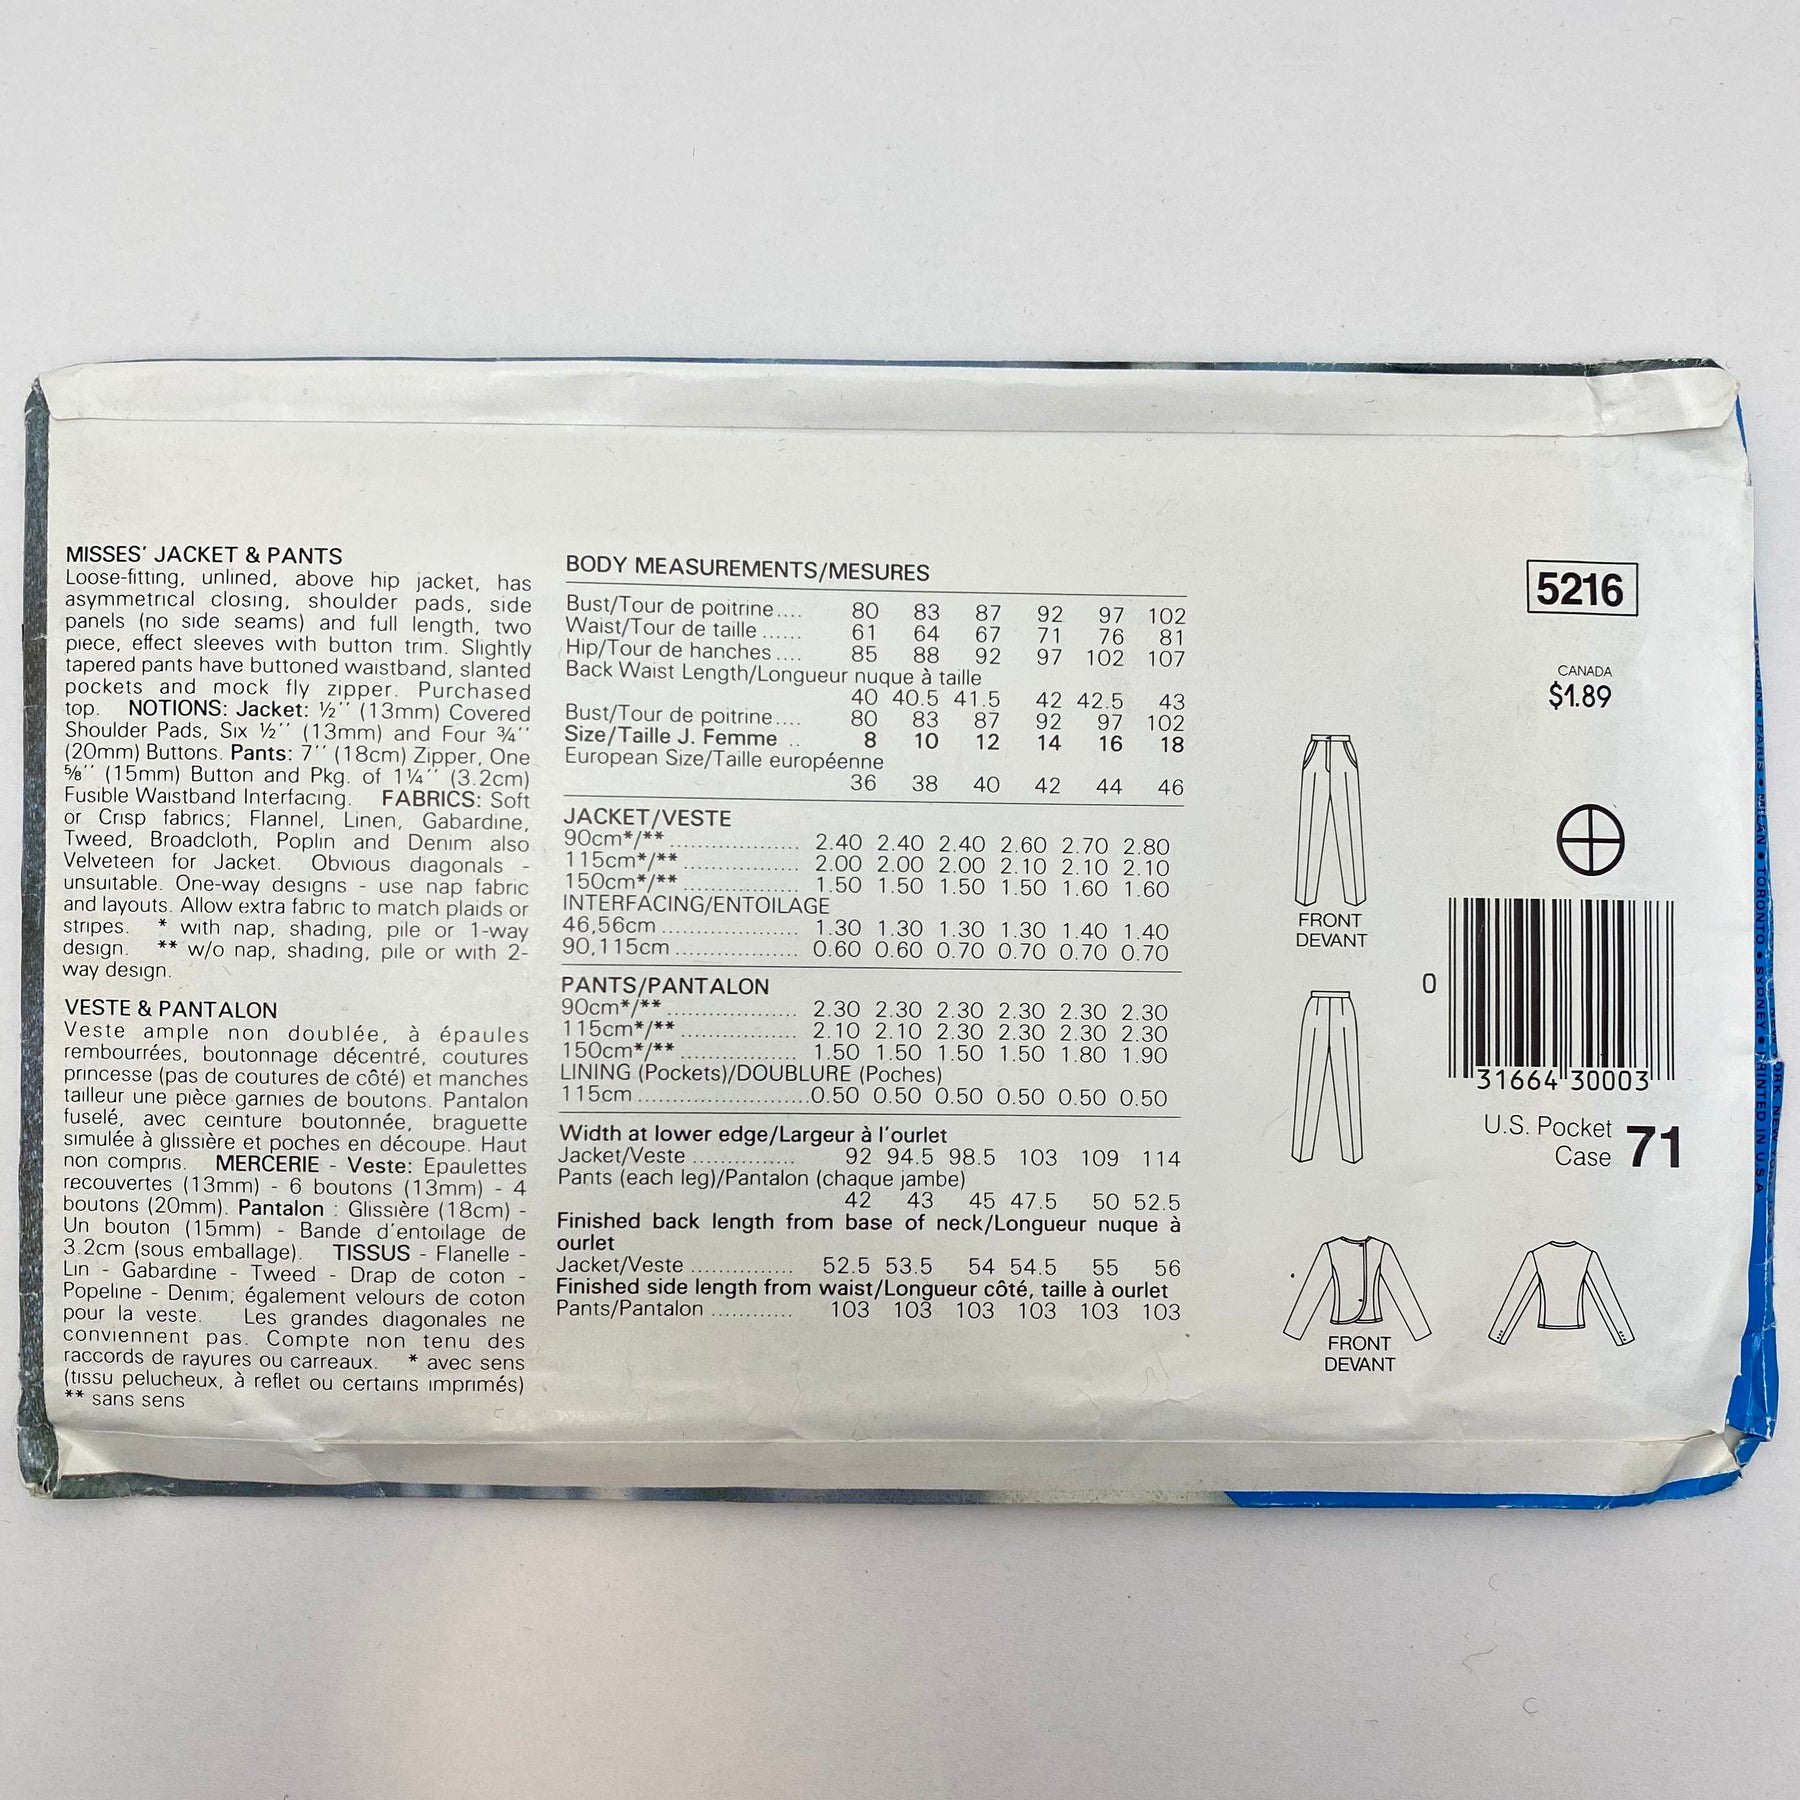 MISSES' JACKET & PANTS
Loose-fitting, unlined, above hip jacket, has
asymmetrical closing, shoulder pads, side
panels (no side seams) and full length, two
piece, effect sleeves with button trim. Slightly
tapered pants have buttoned waistband, slanted
pockets and mock fly zipper. Purchased
top. NOTIONS: Jacket: ½'' (13mm) Covered
Shoulder Pads, Six ½'' (13mm) and Four ¾''
(20mm) Buttons. Pants: 7'' (18cm) Zipper, One
⅝'' (15mm) Button and Pkg. of 1¼'' (3.2cm)
Fusible Waistband Interfacing. FABRICS: Soft
or Crisp fabrics; Flannel, Linen, Gabardine,
Tweed, Broadcloth, Poplin and Denim also
Velveteen for Jacket. Obvious diagonals -
unsuitable. One-way designs - use nap fabric
and layouts. Allow extra fabric to match plaids or
stripes. * with nap, shading, pile or 1-way
design. ** w/o nap, shading, pile or with 2-
way design.
VESTE & PANTALON
Veste ample non doublée, à épaules
rembourrées, boutonnage décentré, coutures
princesse (pas de coutures de côté) et manches
tailleur une pièce garnies de boutons. Pantalon
fuselé, avec ceinture boutonnée, braguette
simulée à glissière et poches en découpe. Haut
non compris. MERCERIE - Veste: Epaulettes
recouvertes (13mm) - 6 boutons (13mm) - 4
boutons (20mm). Pantalon : Glissière (18cm) -
Un bouton (15mm) - Bande d'entoilage de
3.2cm (sous emballage). TISSUS - Flanelle -
Lin - Gabardine - Tweed - Drap de coton -
Popeline - Denim; également velours de coton
pour la veste. Les grandes diagonales ne
conviennent pas. Compte non tenu des
raccords de rayures ou carreaux. * avec sens
(tissu pelucheux, à reflet ou certains imprimés)
** sans sens
BODY MEASUREMENTS/MESURES
Bust/Tour de poitrine.... 80 83 87 92 97 102
Waist/Tour de taille ...... 61 64 67 71 76 81
Hip/Tour de hanches .... 85 88 92 97 102 107
Back Waist Length/Longueur nuque à taille
40 40.5 41.5 42 42.5 43
Bust/Tour de poitrine.... 80 83 87 92 97 102
Size/Taille J. Femme .. 8 10 12 14 16 18
European Size/Taille européenne
36 38 40 42 44 46
JACKET/VESTE
90cm*/** .................... 2.40 2.40 2.40 2.60 2.70 2.80
115cm*/** .................. 2.00 2.00 2.00 2.10 2.10 2.10
150cm*/** .................. 1.50 1.50 1.50 1.50 1.60 1.60
INTERFACING/ENTOILAGE
46,56cm ..................... 1.30 1.30 1.30 1.30 1.40 1.40
90,115cm ................... 0.60 0.60 0.70 0.70 0.70 0.70
PANTS/PANTALON
90cm*/** .................... 2.30 2.30 2.30 2.30 2.30 2.30
115cm*/** .................. 2.10 2.10 2.30 2.30 2.30 2.30
150cm*/** .................. 1.50 1.50 1.50 1.50 1.80 1.90
LINING (Pockets)/DOUBLURE (Poches)
115cm ..........................0.50 0.50 0.50 0.50 0.50 0.50
Width at lower edge/Largeur à l'ourlet
Jacket/Veste ................ 92 94.5 98.5 103 109 114
Pants (each leg)/Pantalon (chaque jambe)
42 43 45 47.5 50 52.5
Finished back length from base of neck/Longueur nuque à
ourlet
Jacket/Veste ................ 52.5 53.5 54 54.5 55 56
Finished side length from waist/Longueur côté, taille à ourlet
Pants/Pantalon ............. 103 103 103 103 103 103
FRONT
DEVANT
FRONT
DEVANT
5216
CANADA
$1.89
0 31664 30003
U.S. Pocket
Case 71
PARIS • MILAN • TORONTO • SYDNEY • PRINTED IN U.S.A.